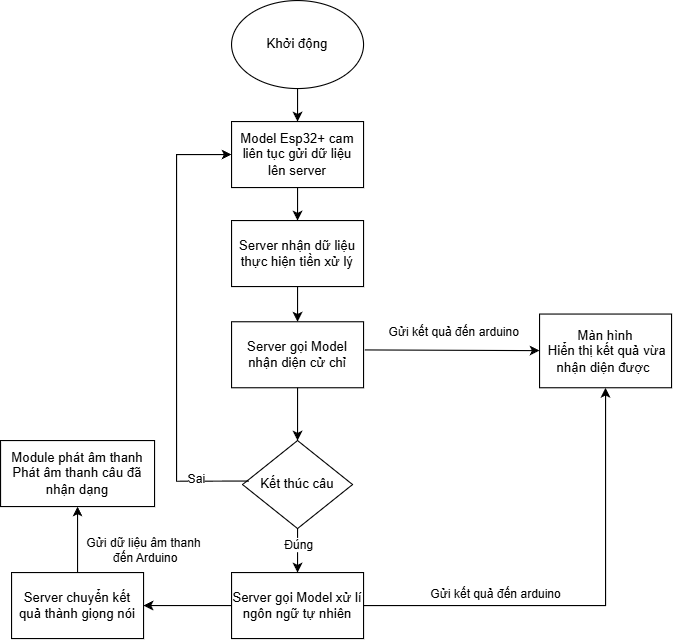 Khởi động
Model Esp32+ cam
liên tục gửi dữ liệu
lên server
Server nhận dữ liệu
thực hiện tiền xử lý
Server gọi Model
nhận diện cử chỉ
Gửi kết quả đến arduino
Màn hình
Hiển thị kết quả vừa
nhận diện được
Kết thúc câu
Sai
Đúng
Module phát âm thanh
Phát âm thanh câu đã
nhận dạng
Gửi dữ liệu âm thanh
đến Arduino
Server chuyển kết
quả thành giọng nói
Server gọi Model xử lí
ngôn ngữ tự nhiên
Gửi kết quả đến arduino